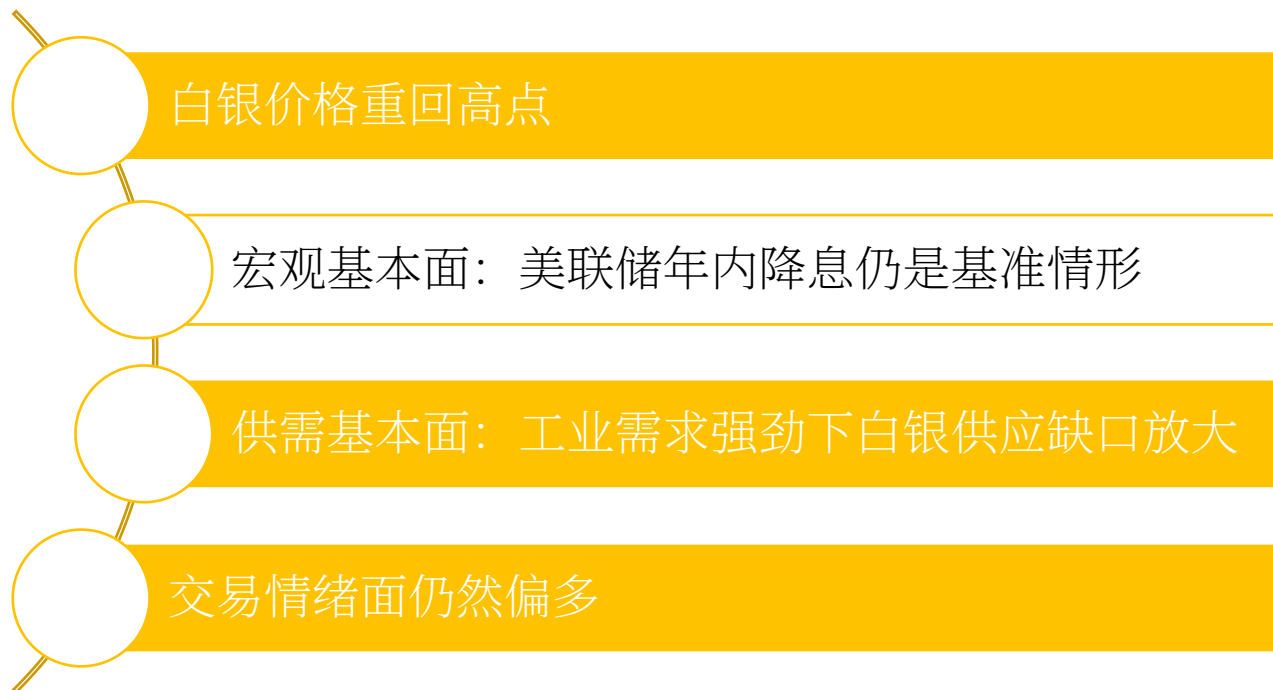 白银价格重回高点
宏观基本面：美联储年内降息仍是基准情形
供需基本面：工业需求强劲下白银供应缺口放大
交易情绪面仍然偏多